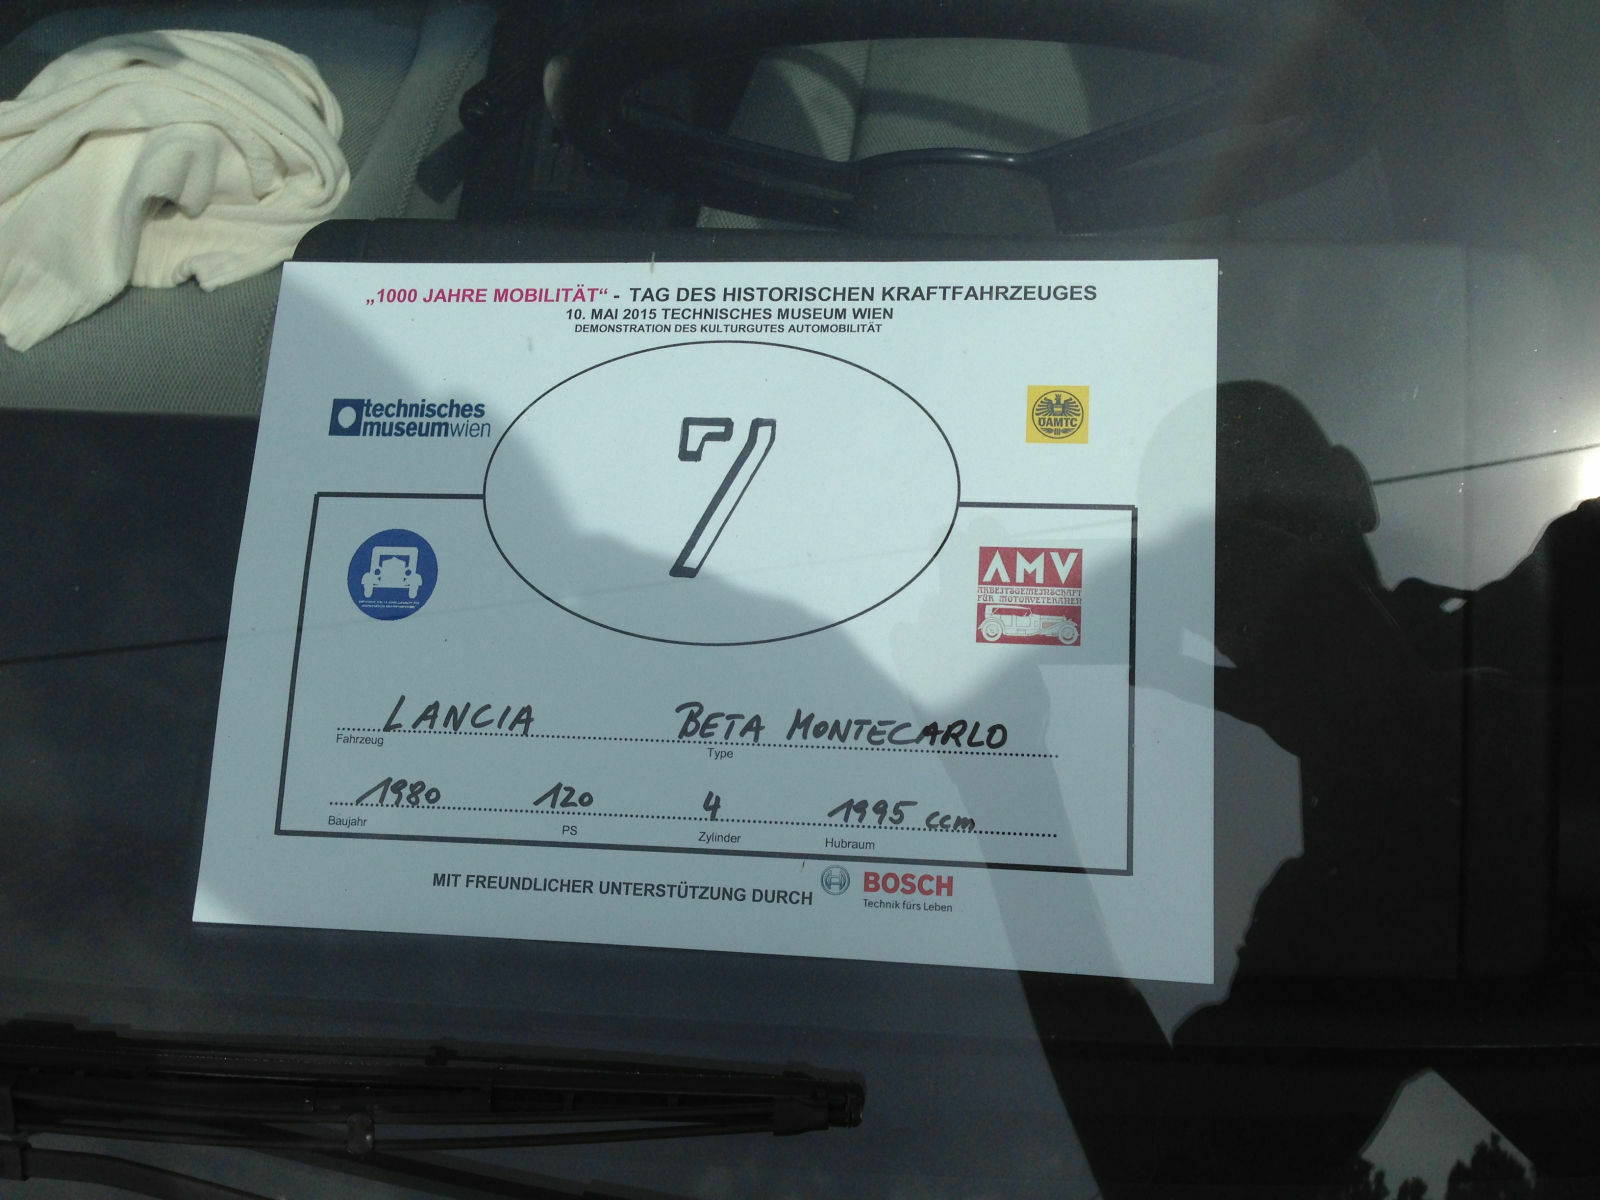 „1000 JAHRE MOBILITÄT“ - TAG DES HISTORISCHEN KRAFTFAHRZEUGES
10. MAI 2015 TECHNISCHES MUSEUM WIEN
DEMONSTRATION DES KULTURGUTES AUTOMOBILITÄT
technisches
museumwien
7
ÖAMTC
AMV
ARBEITSGEMEINSCHAFT
FÜR MOTORVETERANEN
LANCIA BETA MONTECARLO
Fahrzeug Type
1980 120 4 1995 ccm
Baujahr PS Zylinder Hubraum
MIT FREUNDLICHER UNTERSTÜTZUNG DURCH BOSCH
Technik fürs Leben